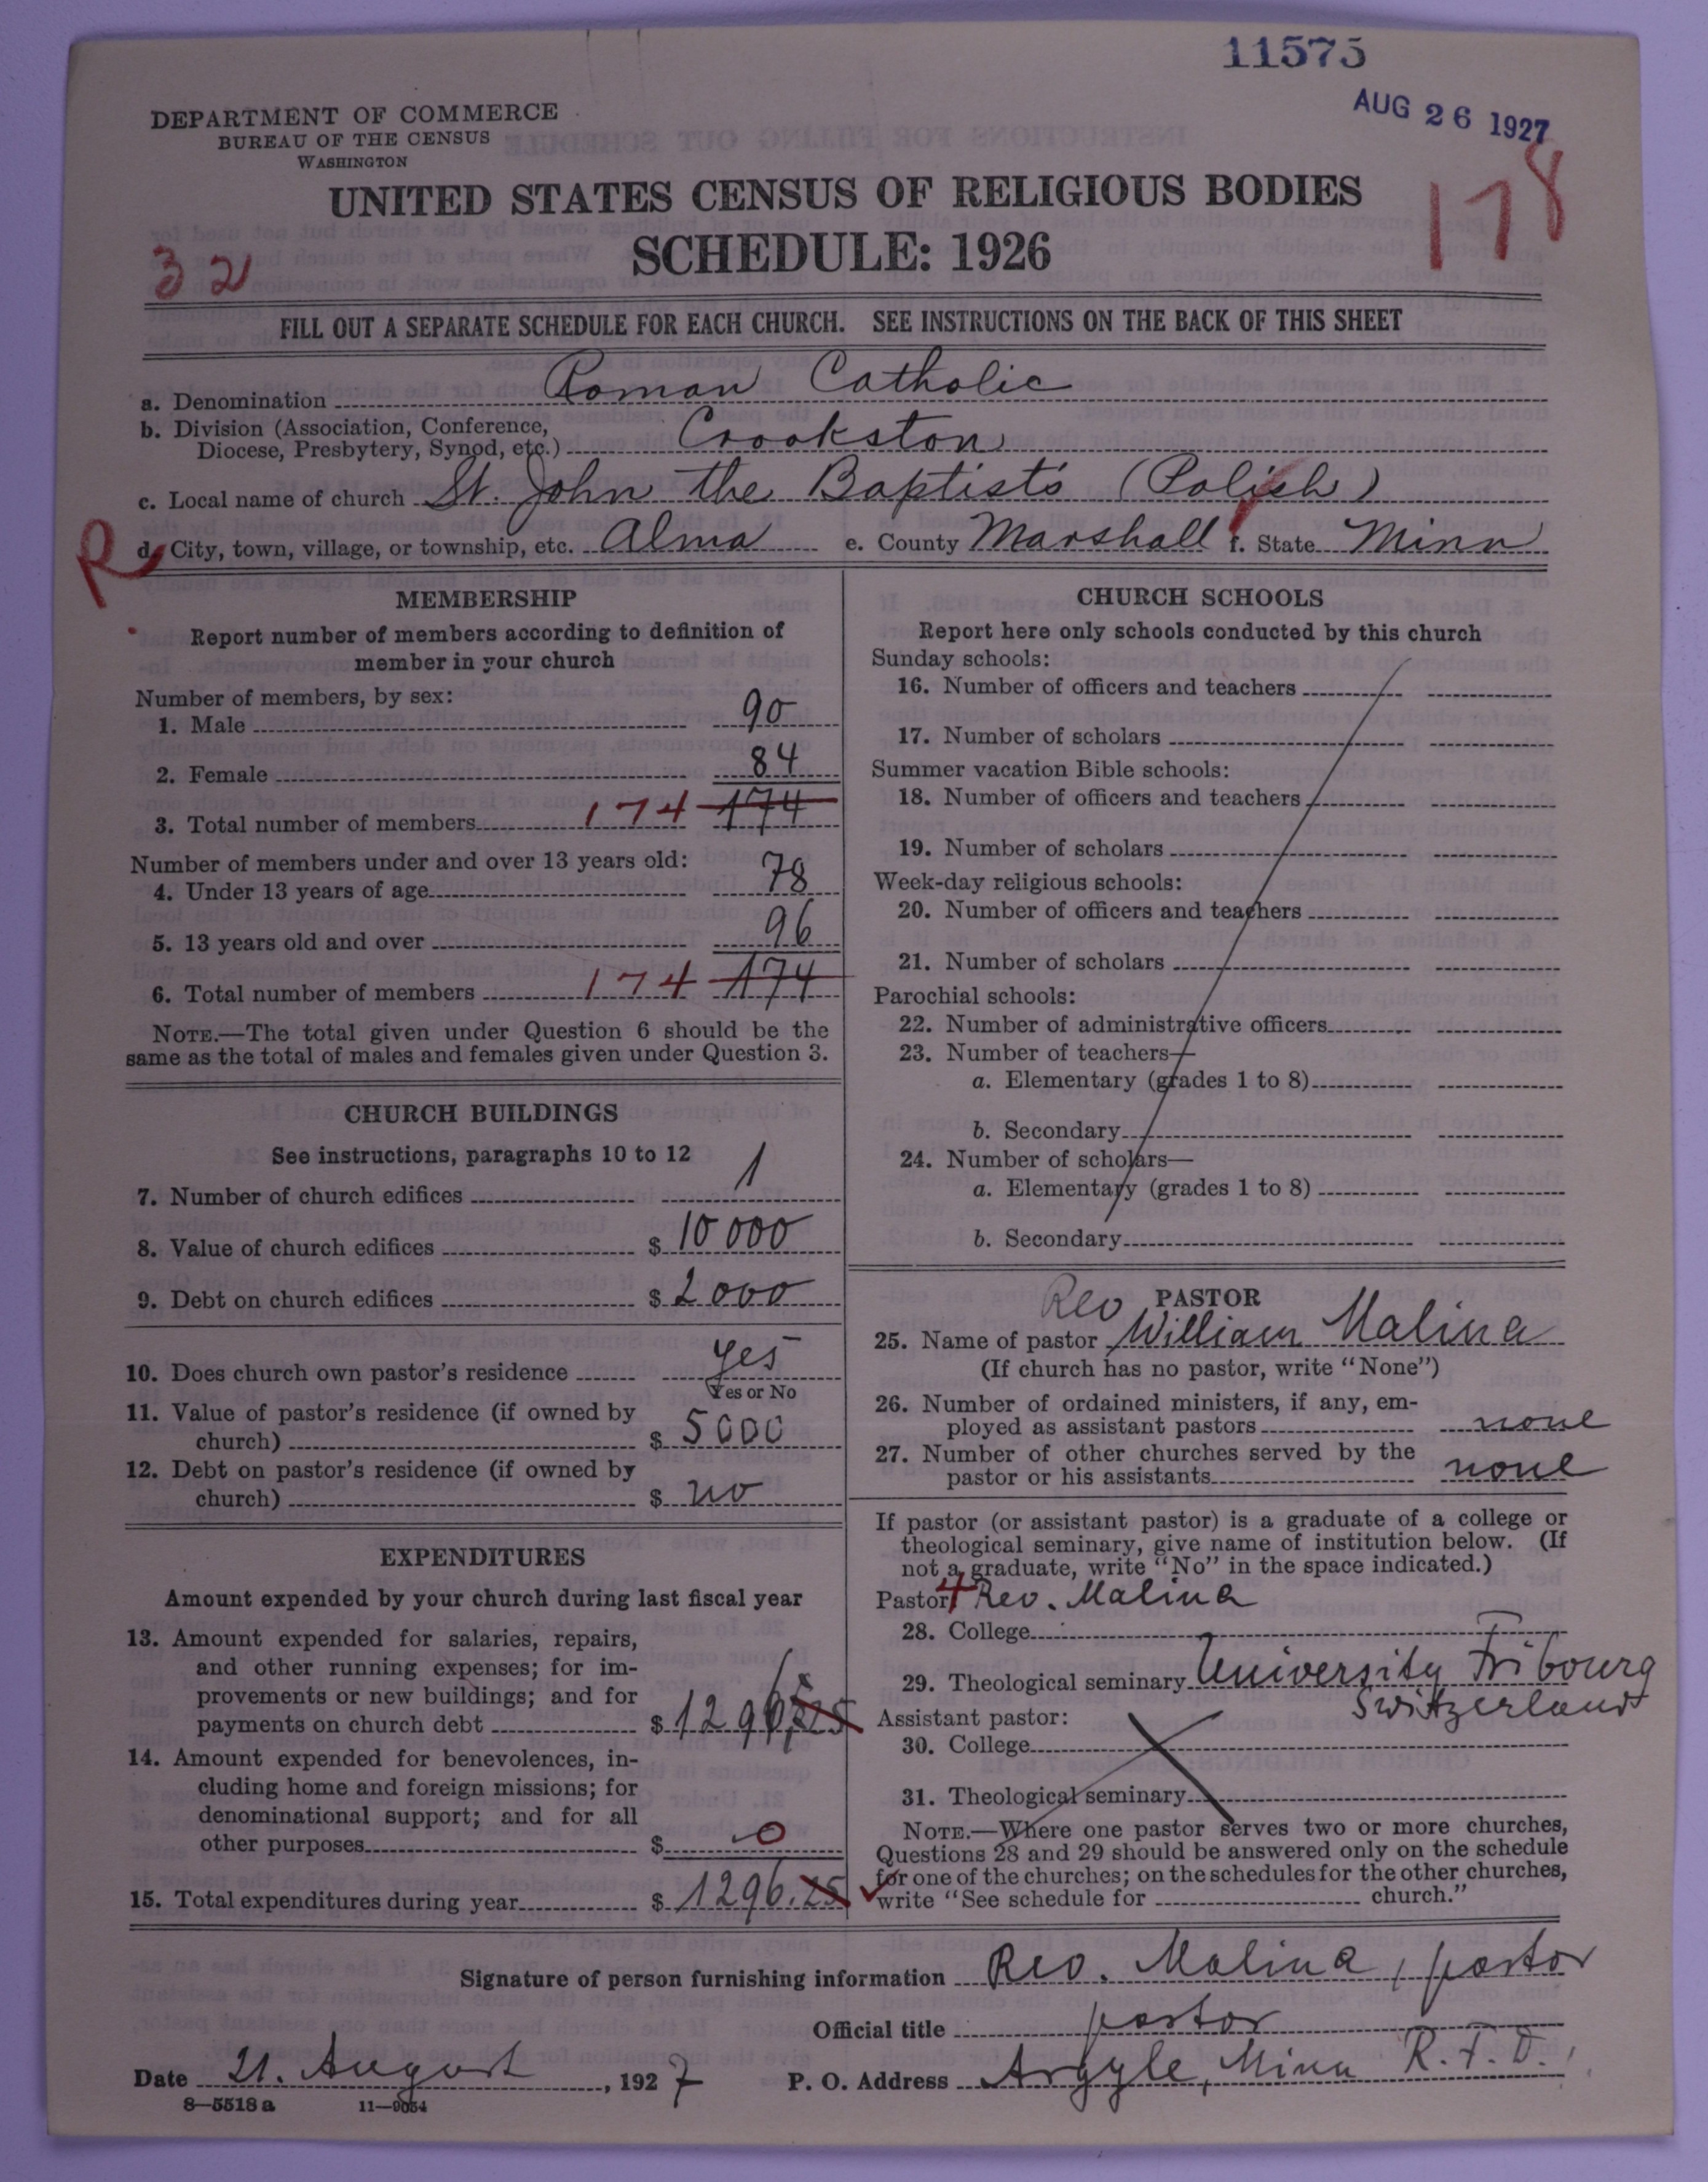 11575
AUG 26 1927
DEPARTMENT OF COMMERCE
BUREAU OF THE CENSUS
WASHINGTON
178
UNITED STATES CENSUS OF RELIGIOUS BODIES
SCHEDULE: 1926
32
FILL OUT A SEPARATE SCHEDULE FOR EACH CHURCH. SEE INSTRUCTIONS ON THE BACK OF THIS SHEET
a. Denomination Roman Catholic
b. Division (Association, Conference,
Diocese, Presbytery, Synod, etc.) Crookston
c. Local name of church St. John the Baptist's (Polish)
R
d. City, town, village, or township, etc. Alma e. County Marshall f. State Minn
MEMBERSHIP
Report number of members according to definition of
member in your church
Number of members, by sex:
1. Male 90
2. Female 84
3. Total number of members 174 174
Number of members under and over 13 years old:
4. Under 13 years of age 78
5. 13 years old and over 96
6. Total number of members 174 174
NOTE.—The total given under Question 6 should be the
same as the total of males and females given under Question 3.
CHURCH BUILDINGS
See instructions, paragraphs 10 to 12
7. Number of church edifices 1
8. Value of church edifices $ 10000
9. Debt on church edifices $ 2000
10. Does church own pastor's residence yes
Yes or No
11. Value of pastor's residence (if owned by
church) $ 5000
12. Debt on pastor's residence (if owned by
church) $ no
EXPENDITURES
Amount expended by your church during last fiscal year
13. Amount expended for salaries, repairs,
and other running expenses; for im-
provements or new buildings; and for
payments on church debt $ 1296.25
14. Amount expended for benevolences, in-
cluding home and foreign missions; for
denominational support; and for all
other purposes $ 0
15. Total expenditures during year $ 1296.25
CHURCH SCHOOLS
Report here only schools conducted by this church
Sunday schools:
16. Number of officers and teachers
17. Number of scholars
Summer vacation Bible schools:
18. Number of officers and teachers
19. Number of scholars
Week-day religious schools:
20. Number of officers and teachers
21. Number of scholars
Parochial schools:
22. Number of administrative officers
23. Number of teachers—
a. Elementary (grades 1 to 8)
b. Secondary
24. Number of scholars—
a. Elementary (grades 1 to 8)
b. Secondary
PASTOR
25. Name of pastor Rev William Malina
(If church has no pastor, write "None")
26. Number of ordained ministers, if any, em-
ployed as assistant pastors none
27. Number of other churches served by the
pastor or his assistants none
If pastor (or assistant pastor) is a graduate of a college or
theological seminary, give name of institution below. (If
not a graduate, write "No" in the space indicated.)
Pastor: 4 Rev. Malina
28. College
29. Theological seminary University Fribourg
Switzerland
Assistant pastor:
30. College
31. Theological seminary
NOTE.—Where one pastor serves two or more churches,
Questions 28 and 29 should be answered only on the schedule
for one of the churches; on the schedules for the other churches,
write "See schedule for church."
Signature of person furnishing information Rev. Malina, pastor
Official title pastor
Date 21. August, 1927 P. O. Address Argyle, Minn R.F.D.
8—5518 a 11—9054